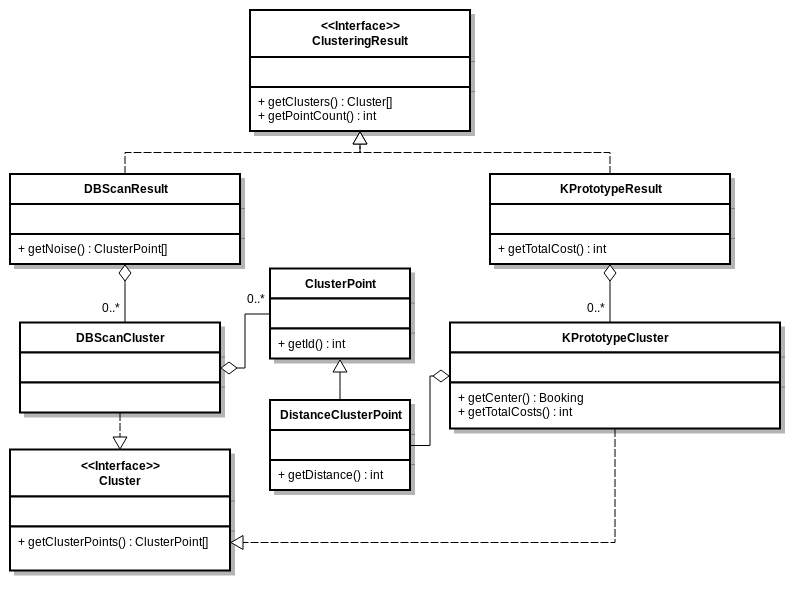 <<Interface>>
ClusteringResult
+ getClusters() : Cluster[]
+ getPointCount() : int
DBScanResult
+ getNoise() : ClusterPoint[]
KPrototypeResult
+ getTotalCost() : int
0..*
0..*
0..*
ClusterPoint
+ getId() : int
DBScanCluster
KPrototypeCluster
+ getCenter() : Booking
+ getTotalCosts() : int
DistanceClusterPoint
+ getDistance() : int
<<Interface>>
Cluster
+ getClusterPoints() : ClusterPoint[]